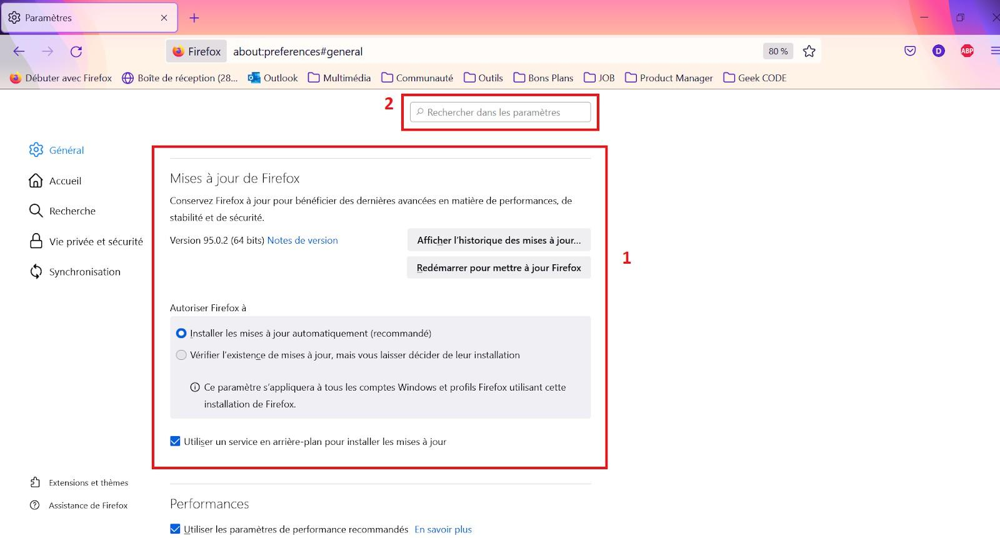 Paramètres
Firefox about:preferences#general 80 % D ABP
Débuter avec Firefox Boîte de réception (28... Outlook Multimédia Communauté Outils Bons Plans JOB Product Manager Geek CODE
2
Rechercher dans les paramètres
Général
Accueil
Recherche
Vie privée et sécurité
Synchronisation
Extensions et thèmes
Assistance de Firefox
1
Mises à jour de Firefox
Conservez Firefox à jour pour bénéficier des dernières avancées en matière de performances, de
stabilité et de sécurité.
Version 95.0.2 (64 bits) Notes de version
Afficher l’historique des mises à jour...
Redémarrer pour mettre à jour Firefox
Autoriser Firefox à
Installer les mises à jour automatiquement (recommandé)
Vérifier l’existence de mises à jour, mais vous laisser décider de leur installation
Ce paramètre s’appliquera à tous les comptes Windows et profils Firefox utilisant cette
installation de Firefox.
Utiliser un service en arrière-plan pour installer les mises à jour
Performances
Utiliser les paramètres de performance recommandés En savoir plus